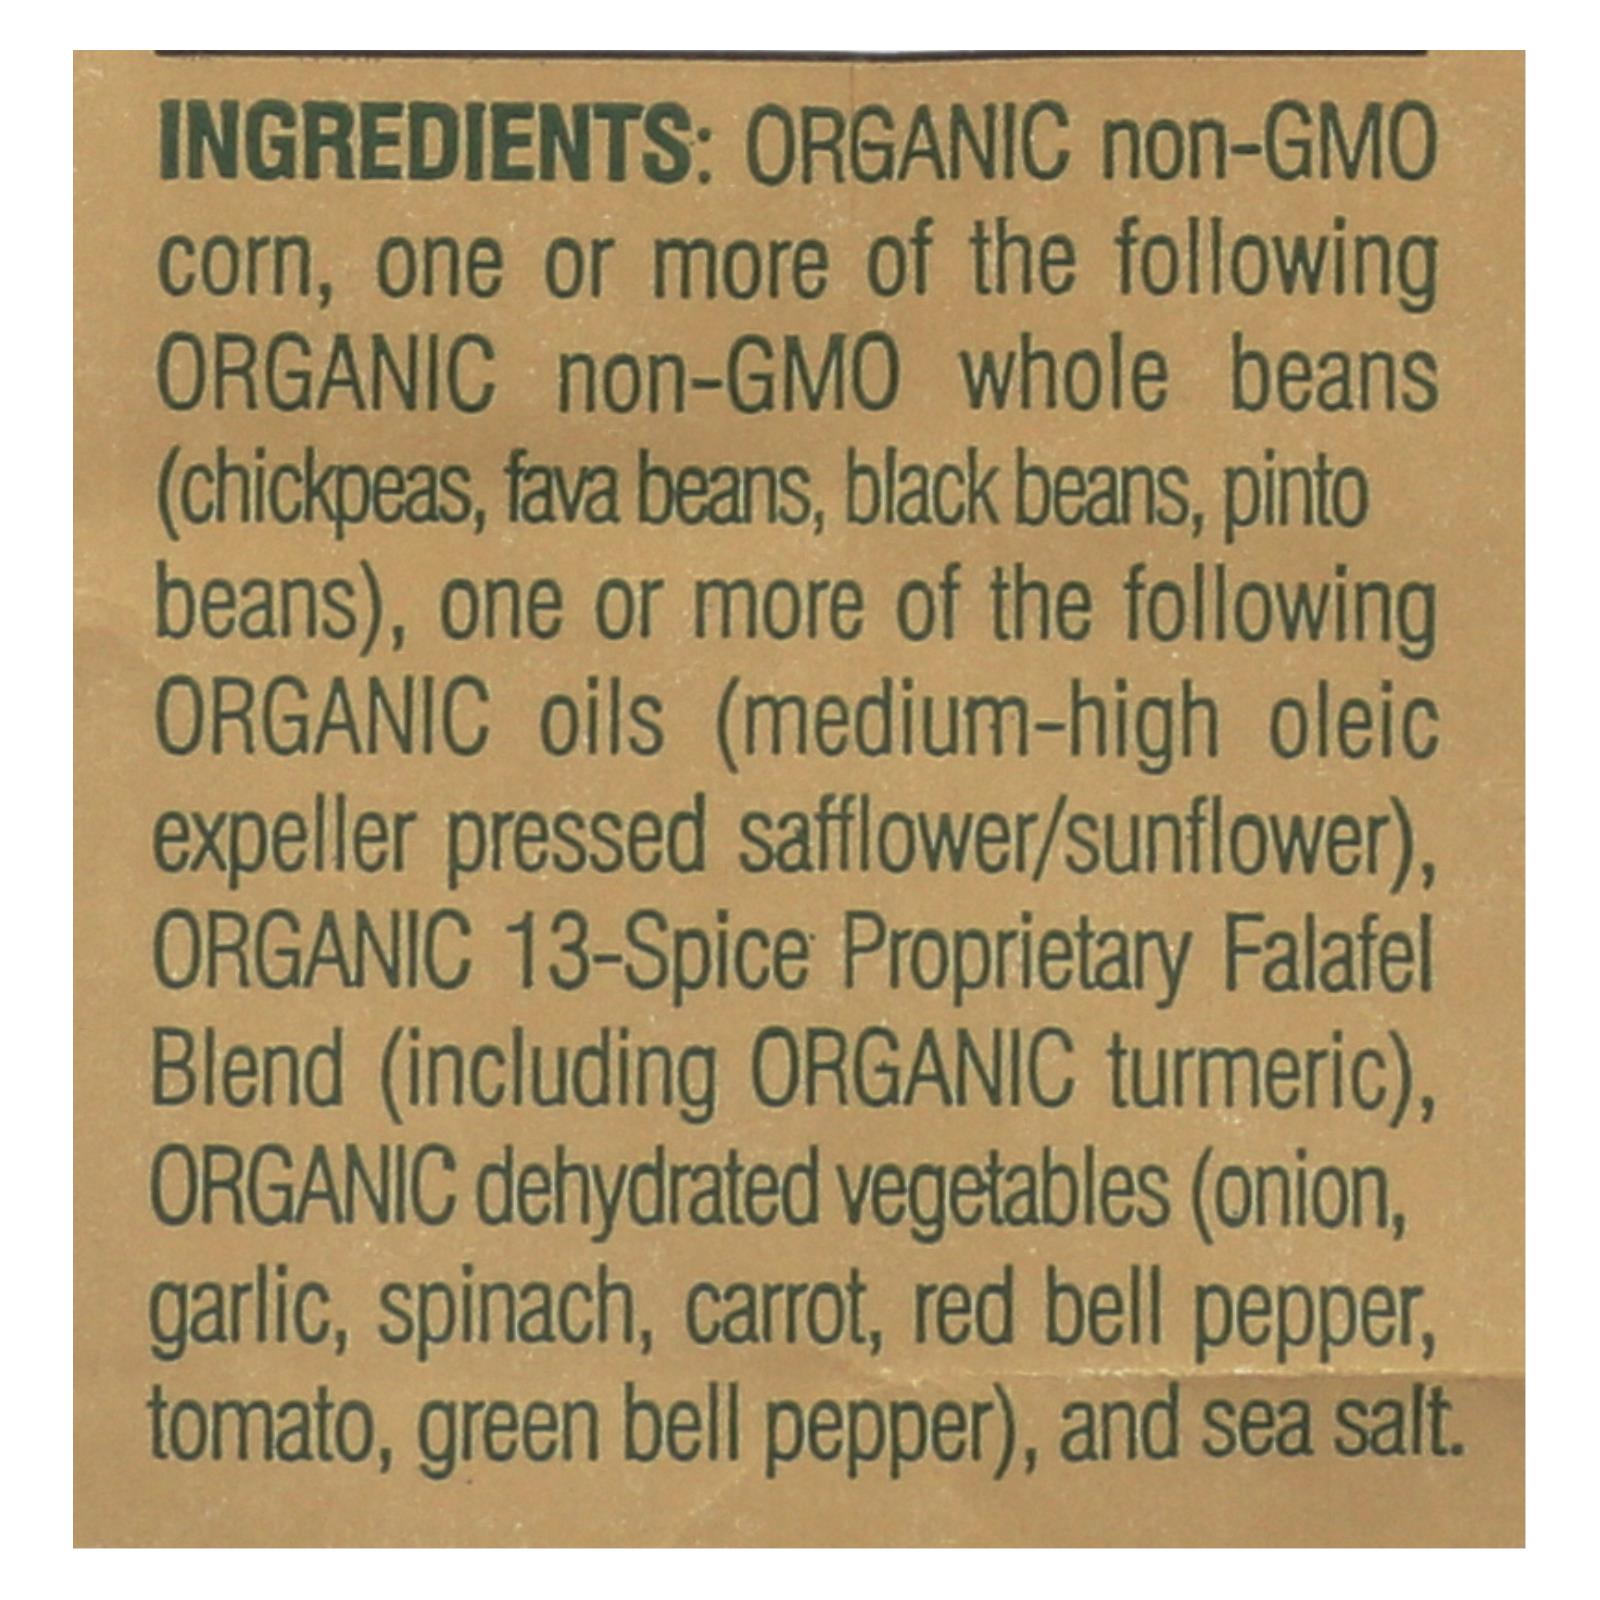 INGREDIENTS: ORGANIC non-GMO
corn, one or more of the following
ORGANIC non-GMO whole beans
(chickpeas, fava beans, black beans, pinto
beans), one or more of the following
ORGANIC oils (medium-high oleic
expeller pressed safflower/sunflower),
ORGANIC 13-Spice Proprietary Falafel
Blend (including ORGANIC turmeric),
ORGANIC dehydrated vegetables (onion,
garlic, spinach, carrot, red bell pepper,
tomato, green bell pepper), and sea salt.